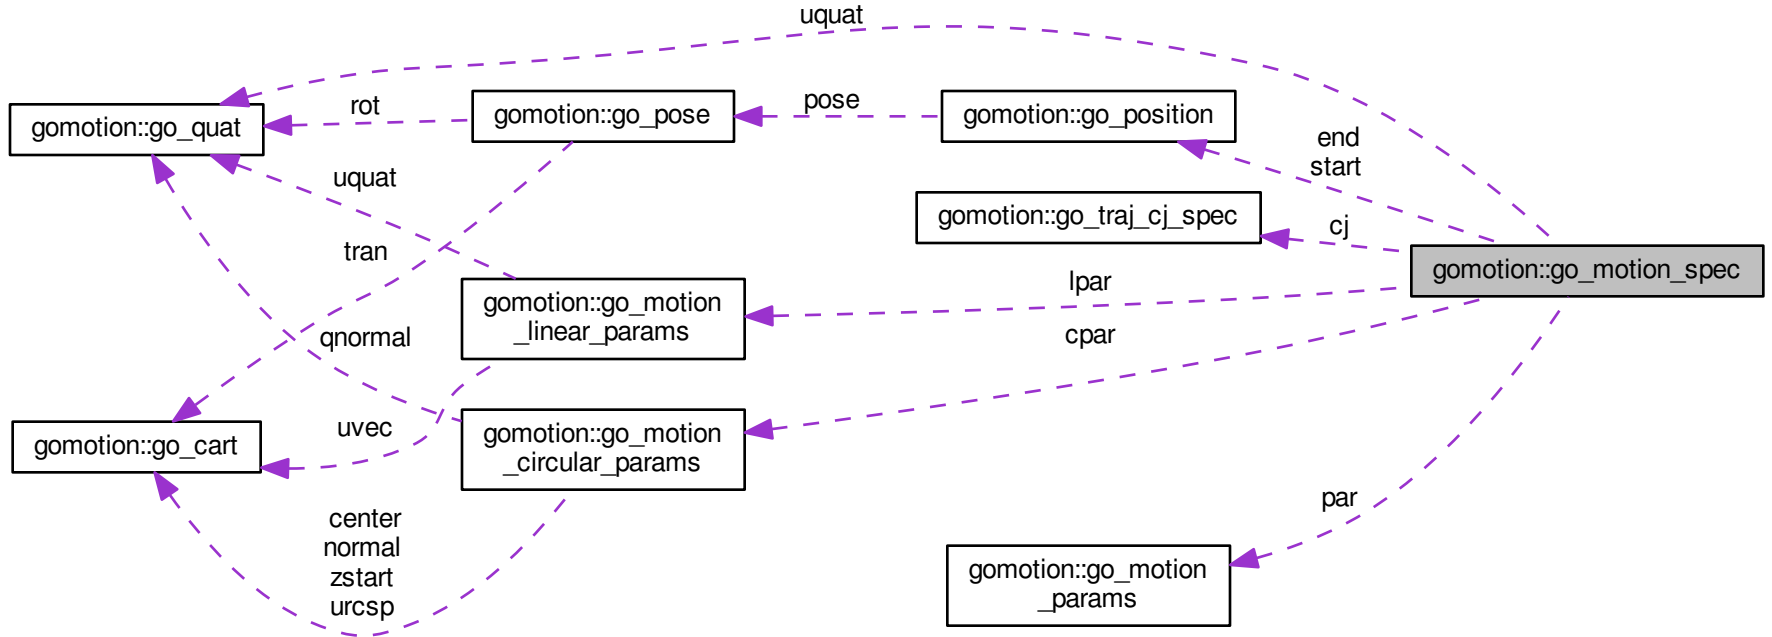 uquat
gomotion::go_quat
rot
gomotion::go_pose
pose
gomotion::go_position
end
start
uquat
gomotion::go_traj_cj_spec
cj
gomotion::go_motion_spec
tran
gomotion::go_motion
_linear_params
lpar
qnormal
cpar
gomotion::go_cart
uvec
gomotion::go_motion
_circular_params
par
center
normal
zstart
urcsp
gomotion::go_motion
_params